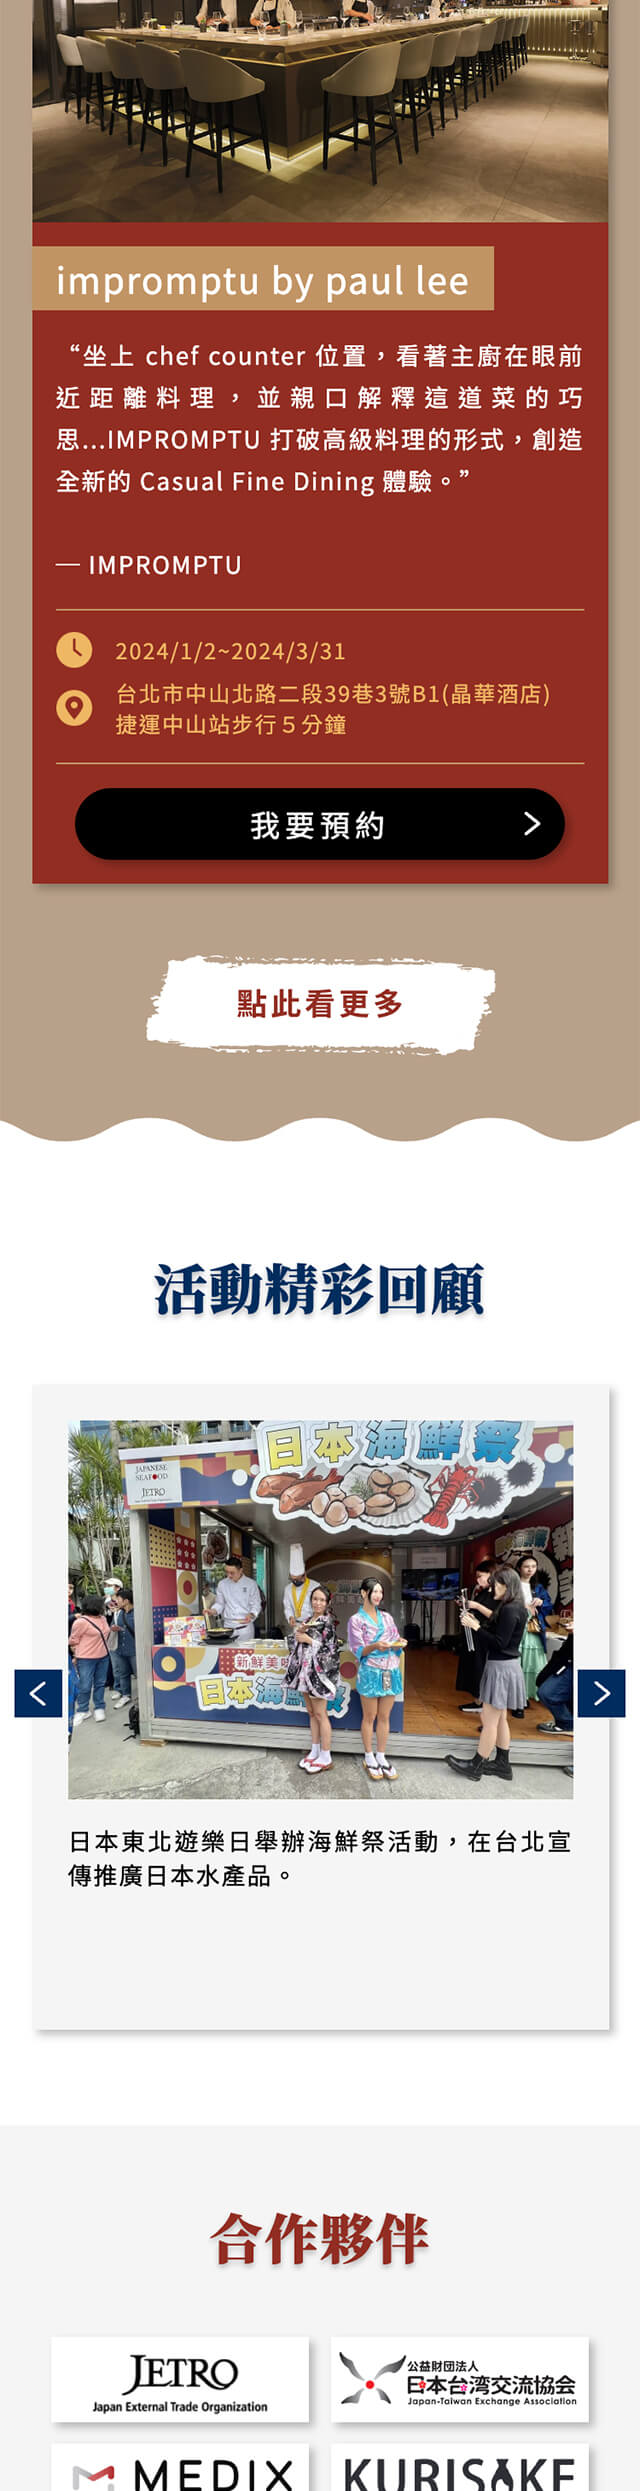 impromptu by paul lee
“坐上 chef counter 位置，看著主廚在眼前
近距離料理，並親口解釋這道菜的巧
思...IMPROMPTU 打破高級料理的形式，創造
全新的 Casual Fine Dining 體驗。”
— IMPROMPTU
2024/1/2~2024/3/31
台北市中山北路二段39巷3號B1(晶華酒店)
捷運中山站步行５分鐘
我要預約
點此看更多
活動精彩回顧
日本海鮮祭
JAPANESE
SEAFOOD
JETRO
新鮮美味
日本海鮮
日本東北遊樂日舉辦海鮮祭活動，在台北宣
傳推廣日本水產品。
合作夥伴
JETRO
Japan External Trade Organization
公益財団法人
日本台湾交流協会
Japan-Taiwan Exchange Association
MEDIX
KURISAKE